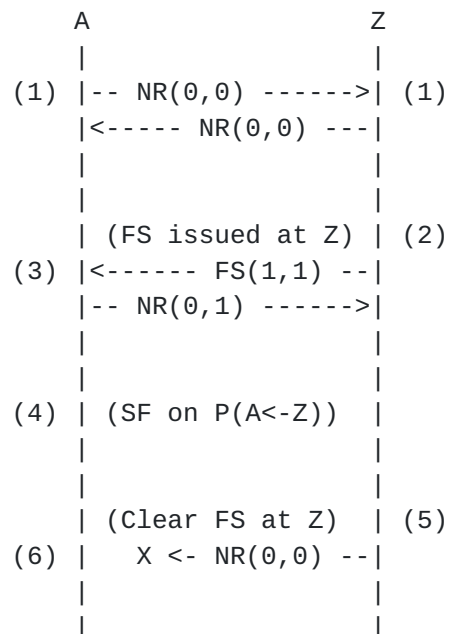 A                  Z
    |                  |
(1) |-- NR(0,0) ------>| (1)
    |<----- NR(0,0) ---|
    |                  |
    |                  |
    | (FS issued at Z) | (2)
(3) |<------ FS(1,1) --|
    |-- NR(0,1) ------>|
    |                  |
    |                  |
(4) | (SF on P(A<-Z))  |
    |                  |
    |                  |
    | (Clear FS at Z)  | (5)
(6) |   X <- NR(0,0) --|
    |                  |
    |                  |